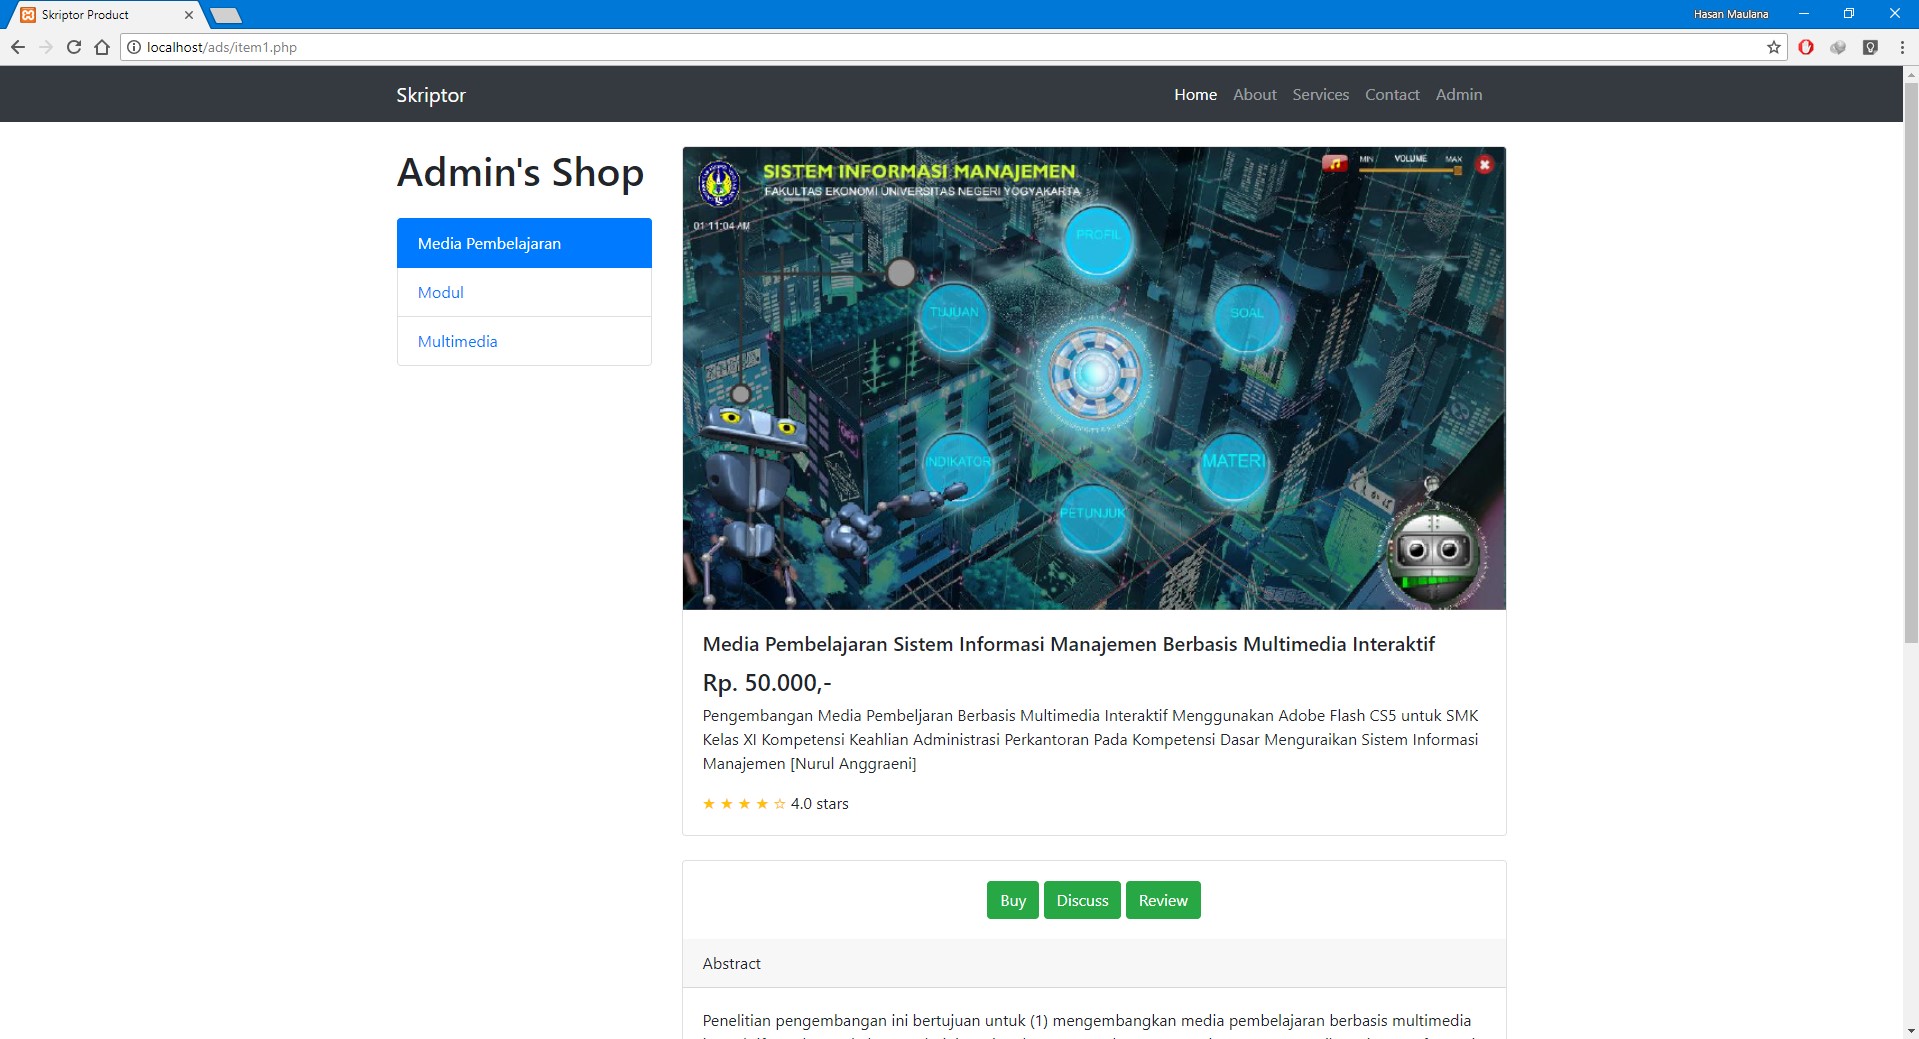 Skriptor Product
Hasan Maulana
localhost/ads/item1.php
Skriptor
Home About Services Contact Admin
Admin's Shop
Media Pembelajaran
Modul
Multimedia
SISTEM INFORMASI MANAJEMEN
FAKULTAS EKONOMI UNIVERSITAS NEGERI YOGYAKARTA
MIN VOLUME MAX
01:11:04 AM
PROFIL
TUJUAN
SOAL
INDIKATOR
MATERI
PETUNJUK
Media Pembelajaran Sistem Informasi Manajemen Berbasis Multimedia Interaktif
Rp. 50.000,-
Pengembangan Media Pembeljaran Berbasis Multimedia Interaktif Menggunakan Adobe Flash CS5 untuk SMK
Kelas XI Kompetensi Keahlian Administrasi Perkantoran Pada Kompetensi Dasar Menguraikan Sistem Informasi
Manajemen [Nurul Anggraeni]
★ ★ ★ ★ ☆ 4.0 stars
Buy Discuss Review
Abstract
Penelitian pengembangan ini bertujuan untuk (1) mengembangkan media pembelajaran berbasis multimedia